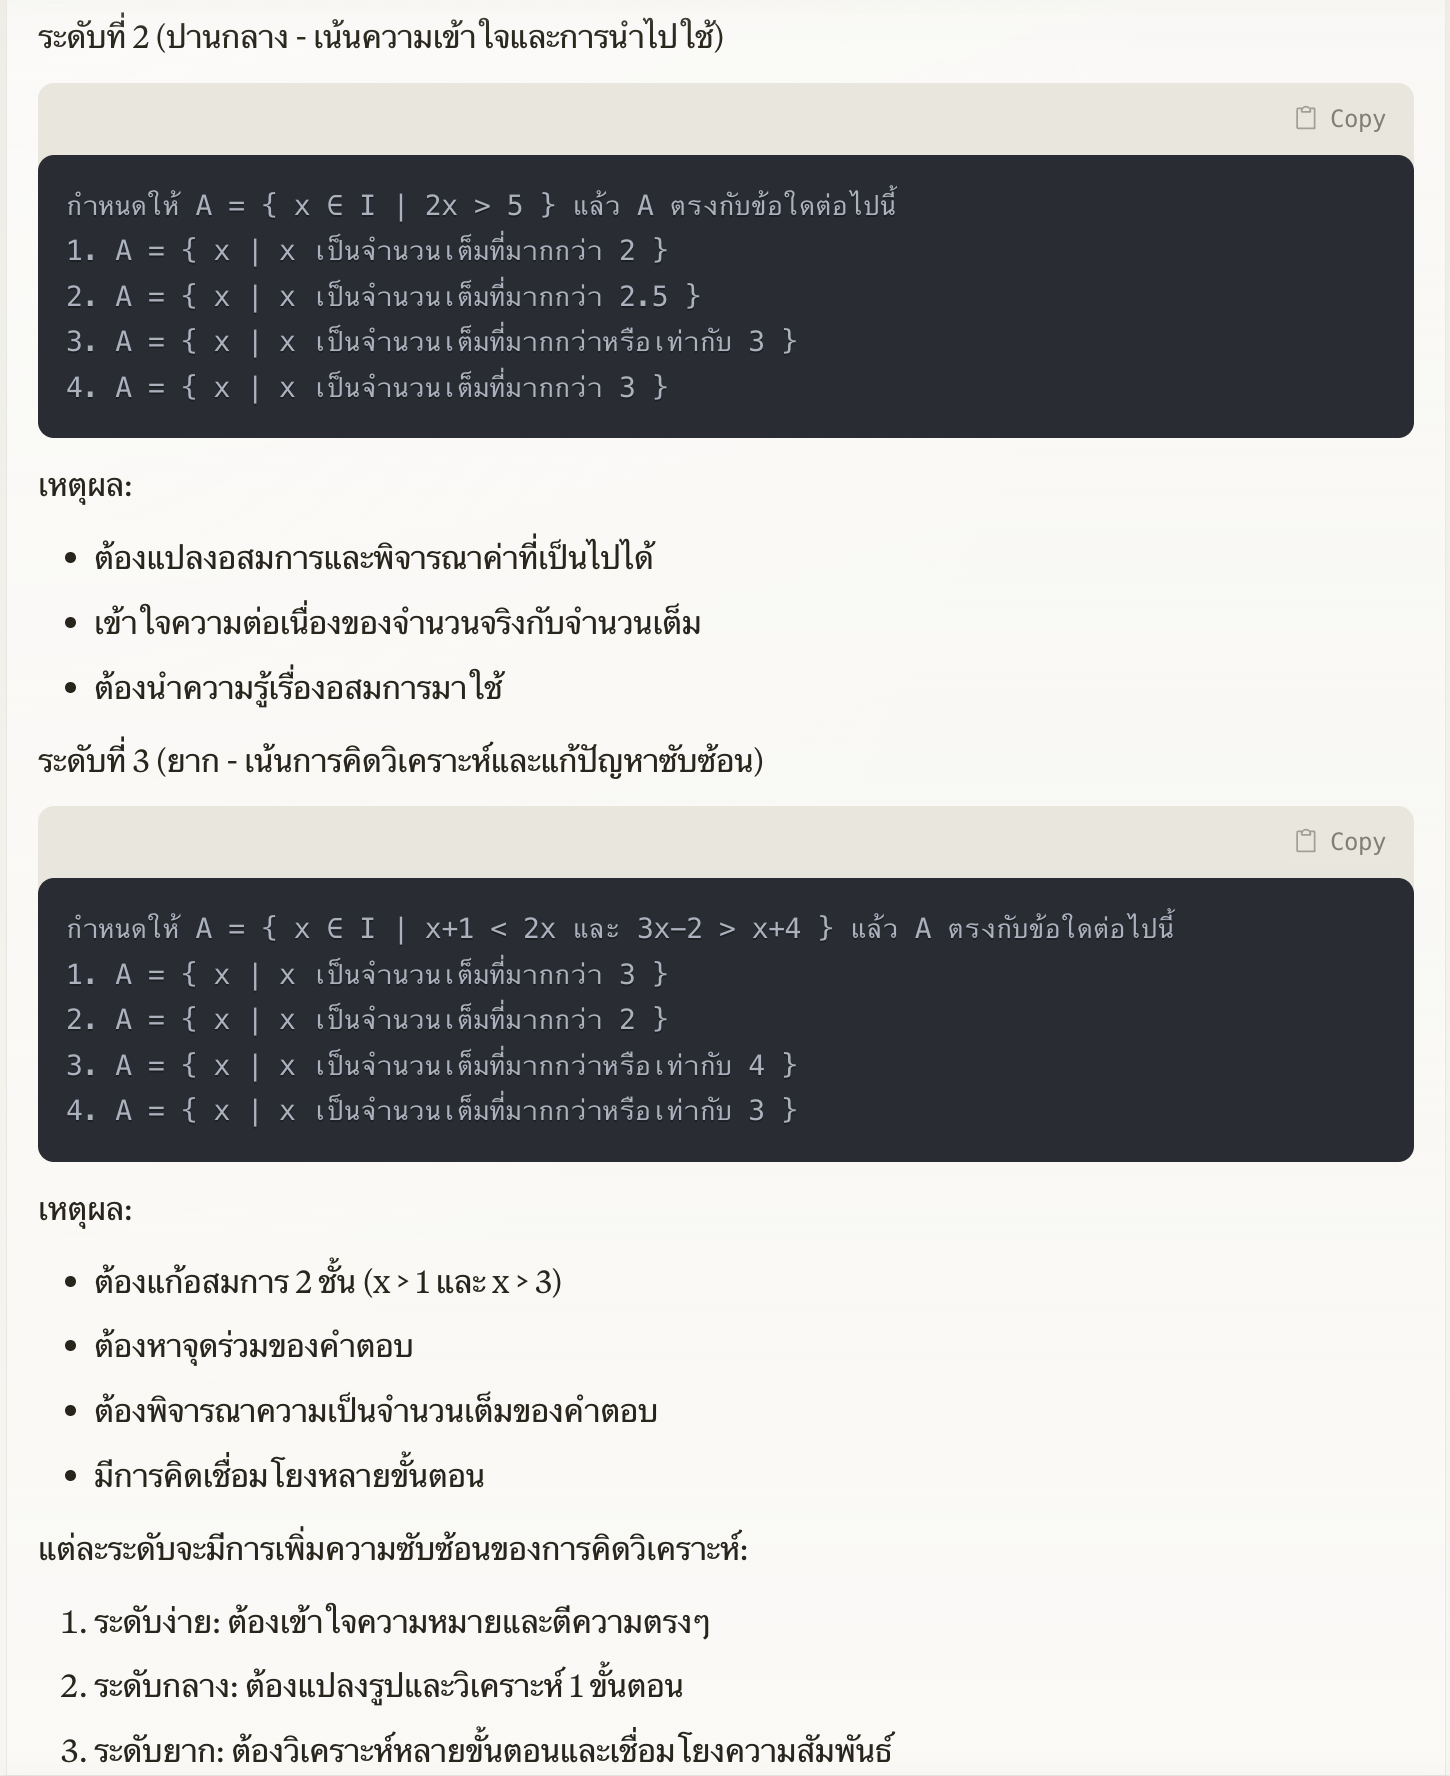 ระดับที่ 2 (ปานกลาง - เน้นความเข้าใจและการนำไปใช้)
Copy
กำหนดให้ A = { x ∈ I | 2x > 5 } แล้ว A ตรงกับข้อใดต่อไปนี้
1. A = { x | x เป็นจำนวนเต็มที่มากกว่า 2 }
2. A = { x | x เป็นจำนวนเต็มที่มากกว่า 2.5 }
3. A = { x | x เป็นจำนวนเต็มที่มากกว่าหรือเท่ากับ 3 }
4. A = { x | x เป็นจำนวนเต็มที่มากกว่า 3 }
เหตุผล:
• ต้องแปลงอสมการและพิจารณาค่าที่เป็นไปได้
• เข้าใจความต่อเนื่องของจำนวนจริงกับจำนวนเต็ม
• ต้องนำความรู้เรื่องอสมการมาใช้
ระดับที่ 3 (ยาก - เน้นการคิดวิเคราะห์และแก้ปัญหาซับซ้อน)
Copy
กำหนดให้ A = { x ∈ I | x+1 < 2x และ 3x−2 > x+4 } แล้ว A ตรงกับข้อใดต่อไปนี้
1. A = { x | x เป็นจำนวนเต็มที่มากกว่า 3 }
2. A = { x | x เป็นจำนวนเต็มที่มากกว่า 2 }
3. A = { x | x เป็นจำนวนเต็มที่มากกว่าหรือเท่ากับ 4 }
4. A = { x | x เป็นจำนวนเต็มที่มากกว่าหรือเท่ากับ 3 }
เหตุผล:
• ต้องแก้อสมการ 2 ชั้น (x > 1 และ x > 3)
• ต้องหาจุดร่วมของคำตอบ
• ต้องพิจารณาความเป็นจำนวนเต็มของคำตอบ
• มีการคิดเชื่อมโยงหลายขั้นตอน
แต่ละระดับจะมีการเพิ่มความซับซ้อนของการคิดวิเคราะห์:
1. ระดับง่าย: ต้องเข้าใจความหมายและตีความตรงๆ
2. ระดับกลาง: ต้องแปลงรูปและวิเคราะห์ 1 ขั้นตอน
3. ระดับยาก: ต้องวิเคราะห์หลายขั้นตอนและเชื่อมโยงความสัมพันธ์